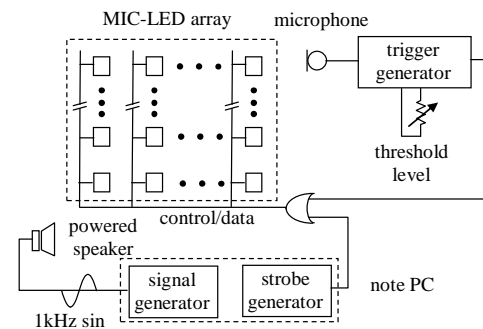 MIC-LED array
microphone
trigger
generator
threshold
level
control/data
powered
speaker
signal
generator
strobe
generator
note PC
1kHz sin